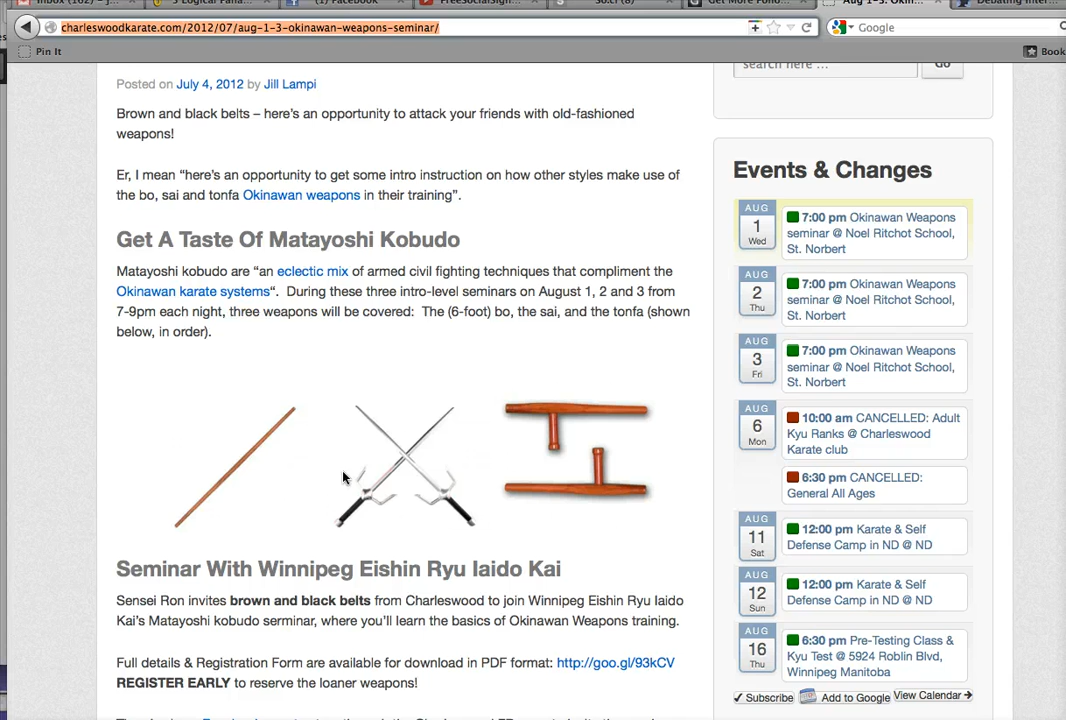 charleswoodkarate.com/2012/07/aug-1-3-okinawan-weapons-seminar/
Google
Pin It
Book
Posted on July 4, 2012 by Jill Lampi
Brown and black belts – here's an opportunity to attack your friends with old-fashioned
weapons!
Er, I mean “here's an opportunity to get some intro instruction on how other styles make use of
the bo, sai and tonfa Okinawan weapons in their training”.
Get A Taste Of Matayoshi Kobudo
Matayoshi kobudo are “an eclectic mix of armed civil fighting techniques that compliment the
Okinawan karate systems“. During these three intro-level seminars on August 1, 2 and 3 from
7-9pm each night, three weapons will be covered: The (6-foot) bo, the sai, and the tonfa (shown
below, in order).
Seminar With Winnipeg Eishin Ryu Iaido Kai
Sensei Ron invites brown and black belts from Charleswood to join Winnipeg Eishin Ryu Iaido
Kai's Matayoshi kobudo serminar, where you'll learn the basics of Okinawan Weapons training.
Full details & Registration Form are available for download in PDF format: http://goo.gl/93kCV
REGISTER EARLY to reserve the loaner weapons!
search here ...
Go
Events & Changes
AUG
1
Wed
7:00 pm Okinawan Weapons
seminar @ Noel Ritchot School,
St. Norbert
AUG
2
Thu
7:00 pm Okinawan Weapons
seminar @ Noel Ritchot School,
St. Norbert
AUG
3
Fri
7:00 pm Okinawan Weapons
seminar @ Noel Ritchot School,
St. Norbert
AUG
6
Mon
10:00 am CANCELLED: Adult
Kyu Ranks @ Charleswood
Karate club
6:30 pm CANCELLED:
General All Ages
AUG
11
Sat
12:00 pm Karate & Self
Defense Camp in ND @ ND
AUG
12
Sun
12:00 pm Karate & Self
Defense Camp in ND @ ND
AUG
16
Thu
6:30 pm Pre-Testing Class &
Kyu Test @ 5924 Roblin Blvd,
Winnipeg Manitoba
Subscribe
Add to Google
View Calendar